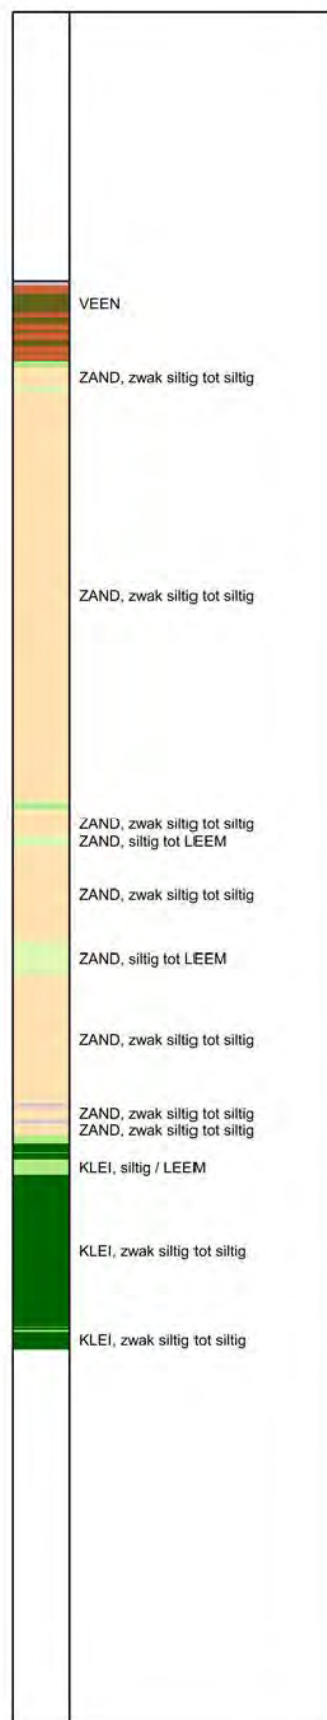 VEEN
ZAND, zwak siltig tot siltig
ZAND, zwak siltig tot siltig
ZAND, zwak siltig tot siltig
ZAND, siltig tot LEEM
ZAND, zwak siltig tot siltig
ZAND, siltig tot LEEM
ZAND, zwak siltig tot siltig
ZAND, zwak siltig tot siltig
ZAND, zwak siltig tot siltig
KLEI, siltig / LEEM
KLEI, zwak siltig tot siltig
KLEI, zwak siltig tot siltig